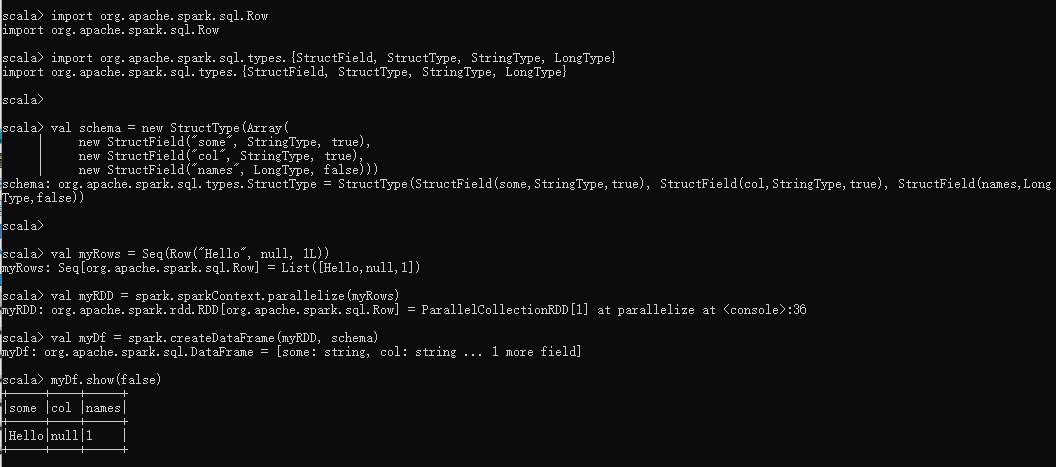 scala> import org.apache.spark.sql.Row
import org.apache.spark.sql.Row
scala> import org.apache.spark.sql.types.{StructField, StructType, StringType, LongType}
import org.apache.spark.sql.types.{StructField, StructType, StringType, LongType}
scala>
scala> val schema = new StructType(Array(
     |     new StructField("some", StringType, true),
     |     new StructField("col", StringType, true),
     |     new StructField("names", LongType, false)))
schema: org.apache.spark.sql.types.StructType = StructType(StructField(some,StringType,true), StructField(col,StringType,true), StructField(names,Long
Type,false))
scala>
scala> val myRows = Seq(Row("Hello", null, 1L))
myRows: Seq[org.apache.spark.sql.Row] = List([Hello,null,1])
scala> val myRDD = spark.sparkContext.parallelize(myRows)
myRDD: org.apache.spark.rdd.RDD[org.apache.spark.sql.Row] = ParallelCollectionRDD[1] at parallelize at <console>:36
scala> val myDf = spark.createDataFrame(myRDD, schema)
myDf: org.apache.spark.sql.DataFrame = [some: string, col: string ... 1 more field]
scala> myDf.show(false)
+-----+----+-----+
|some |col |names|
+-----+----+-----+
|Hello|null|1    |
+-----+----+-----+